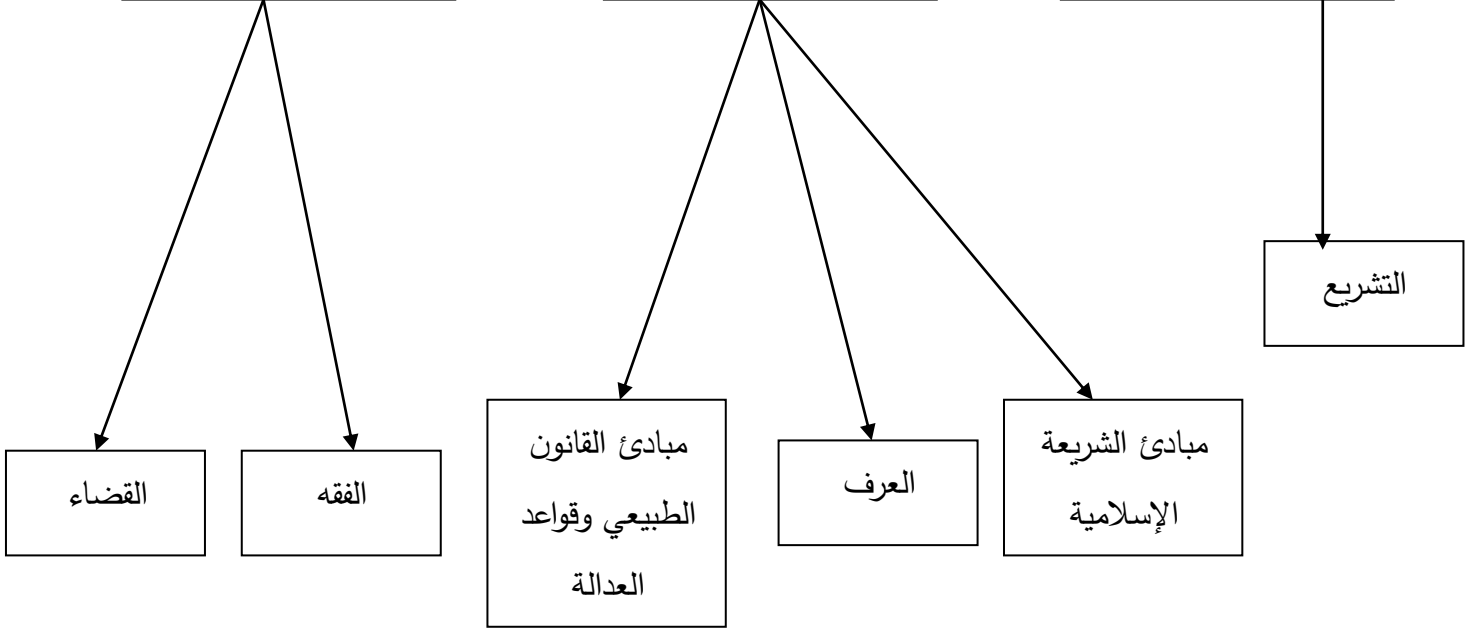 التشريع
مبادئ الشريعة
الإسلامية
العرف
مبادئ القانون
الطبيعي وقواعد
العدالة
الفقه
القضاء